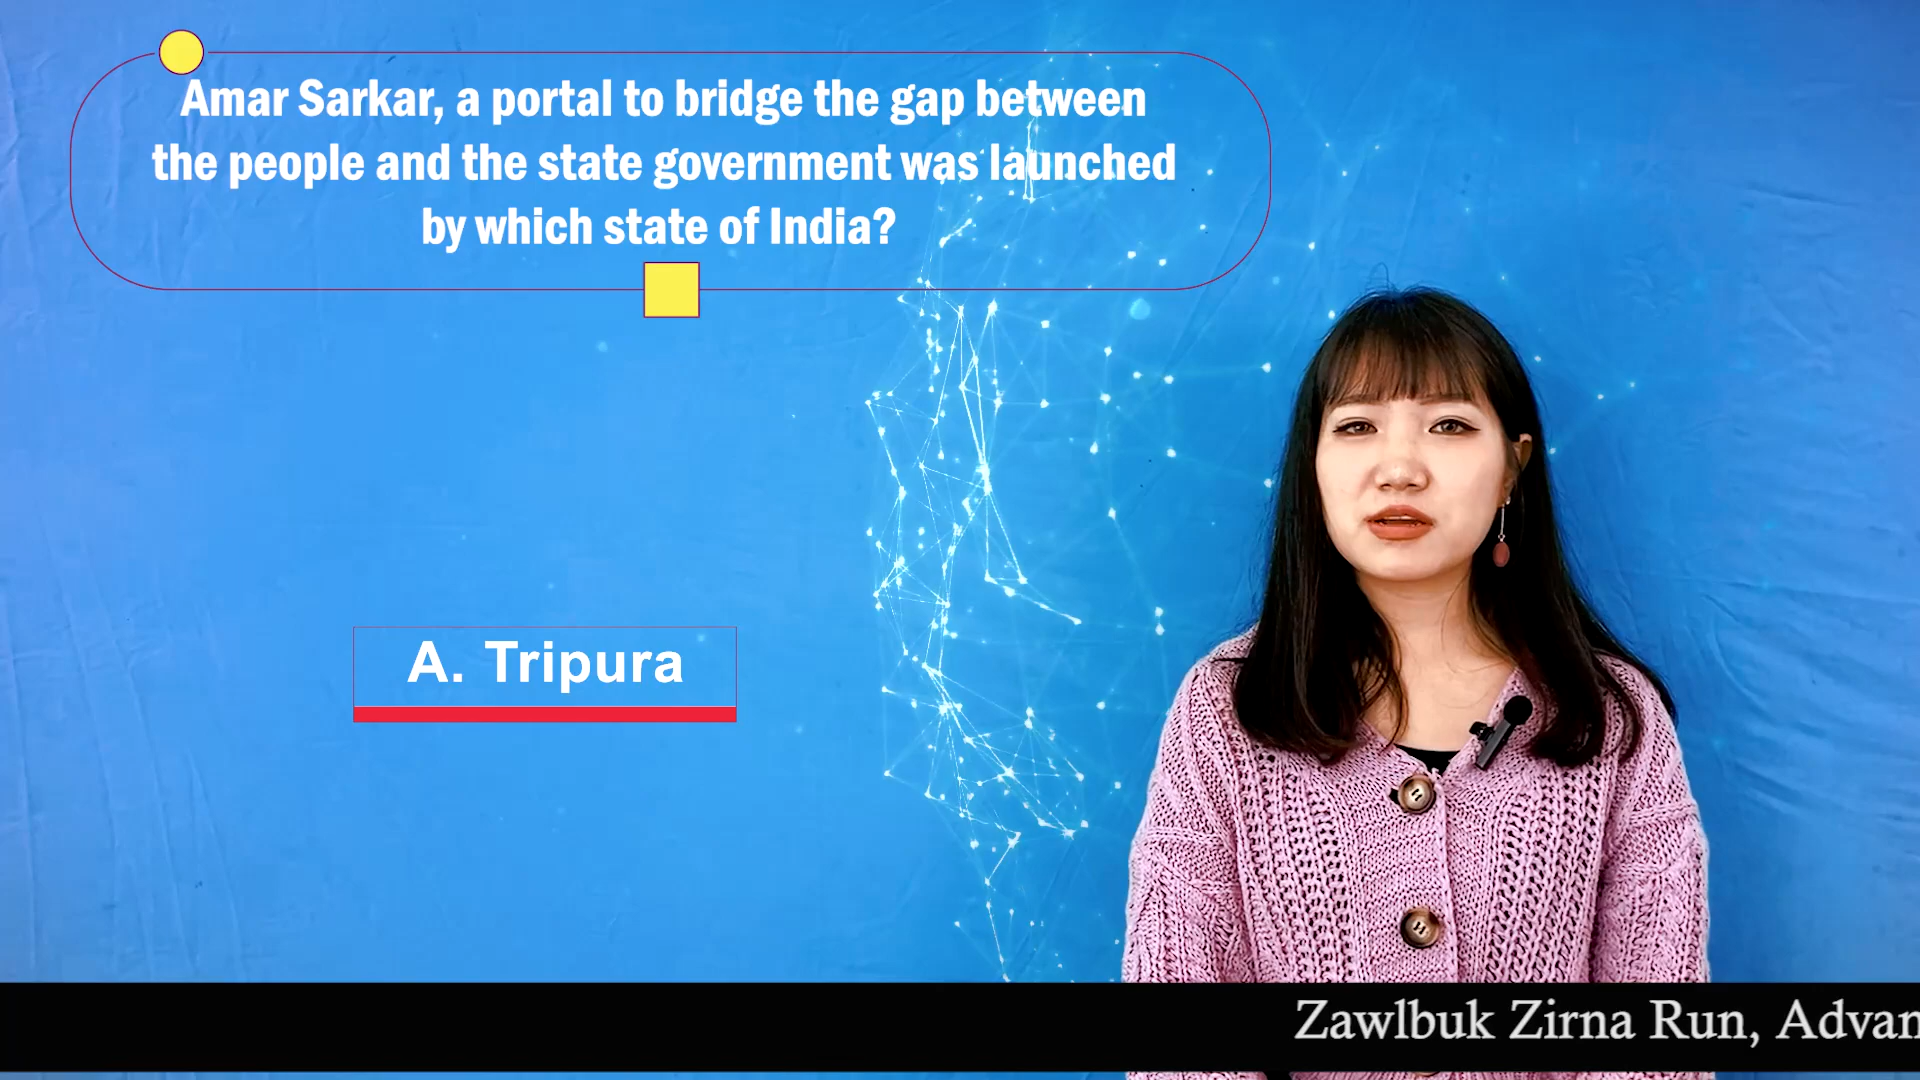 Amar Sarkar, a portal to bridge the gap between
the people and the state government was launched
by which state of India?
A. Tripura
Zawlbuk Zirna Run, Advan